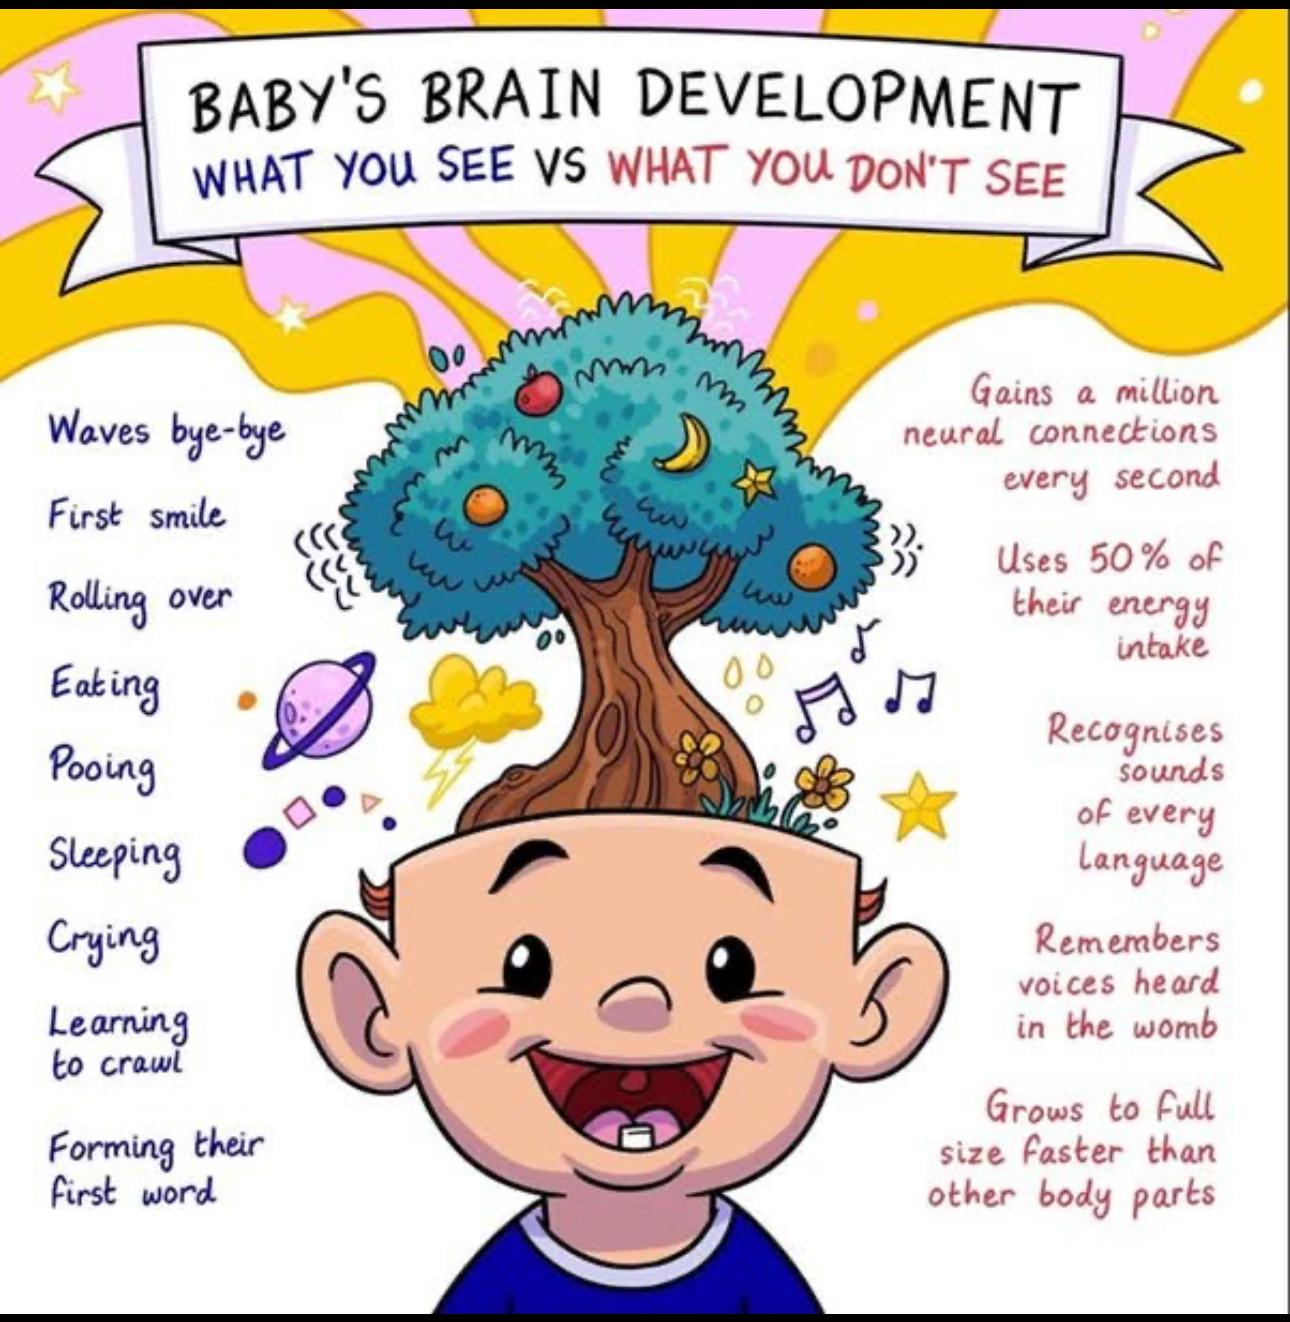 BABY'S BRAIN DEVELOPMENT
WHAT YOU SEE VS WHAT YOU DON'T SEE
Waves bye-bye
First smile
Rolling over
Eating
Pooing
Sleeping
Crying
Learning
to crawl
Forming their
first word
Gains a million
neural connections
every second
Uses 50% of
their energy
intake
Recognises
sounds
of every
language
Remembers
voices heard
in the womb
Grows to full
size faster than
other body parts